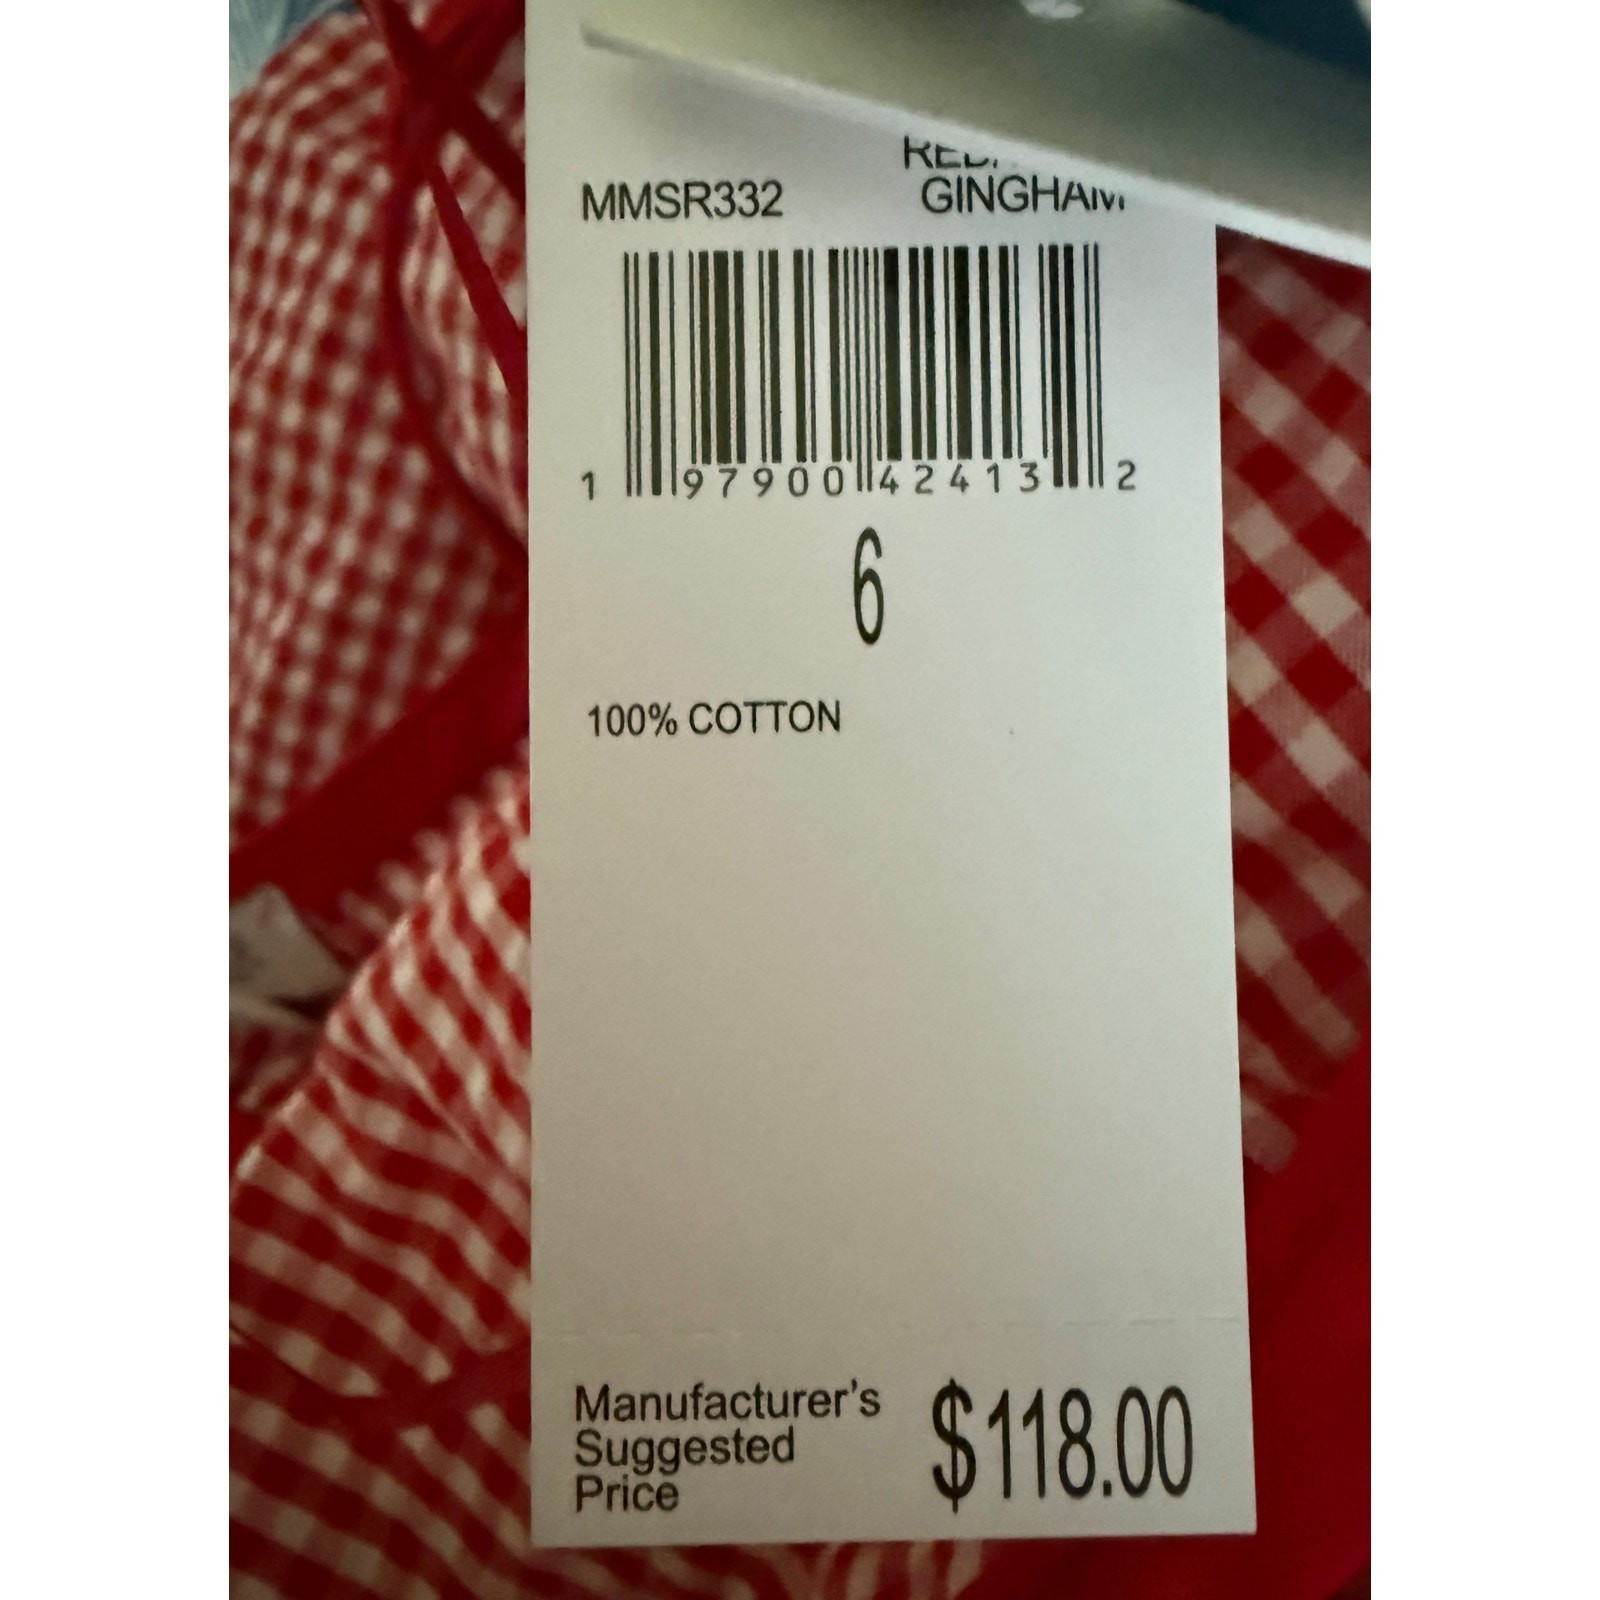 MMSR332
GINGHAM
1 97900 42413 2
6
100% COTTON
Manufacturer's
Suggested
Price
$118.00